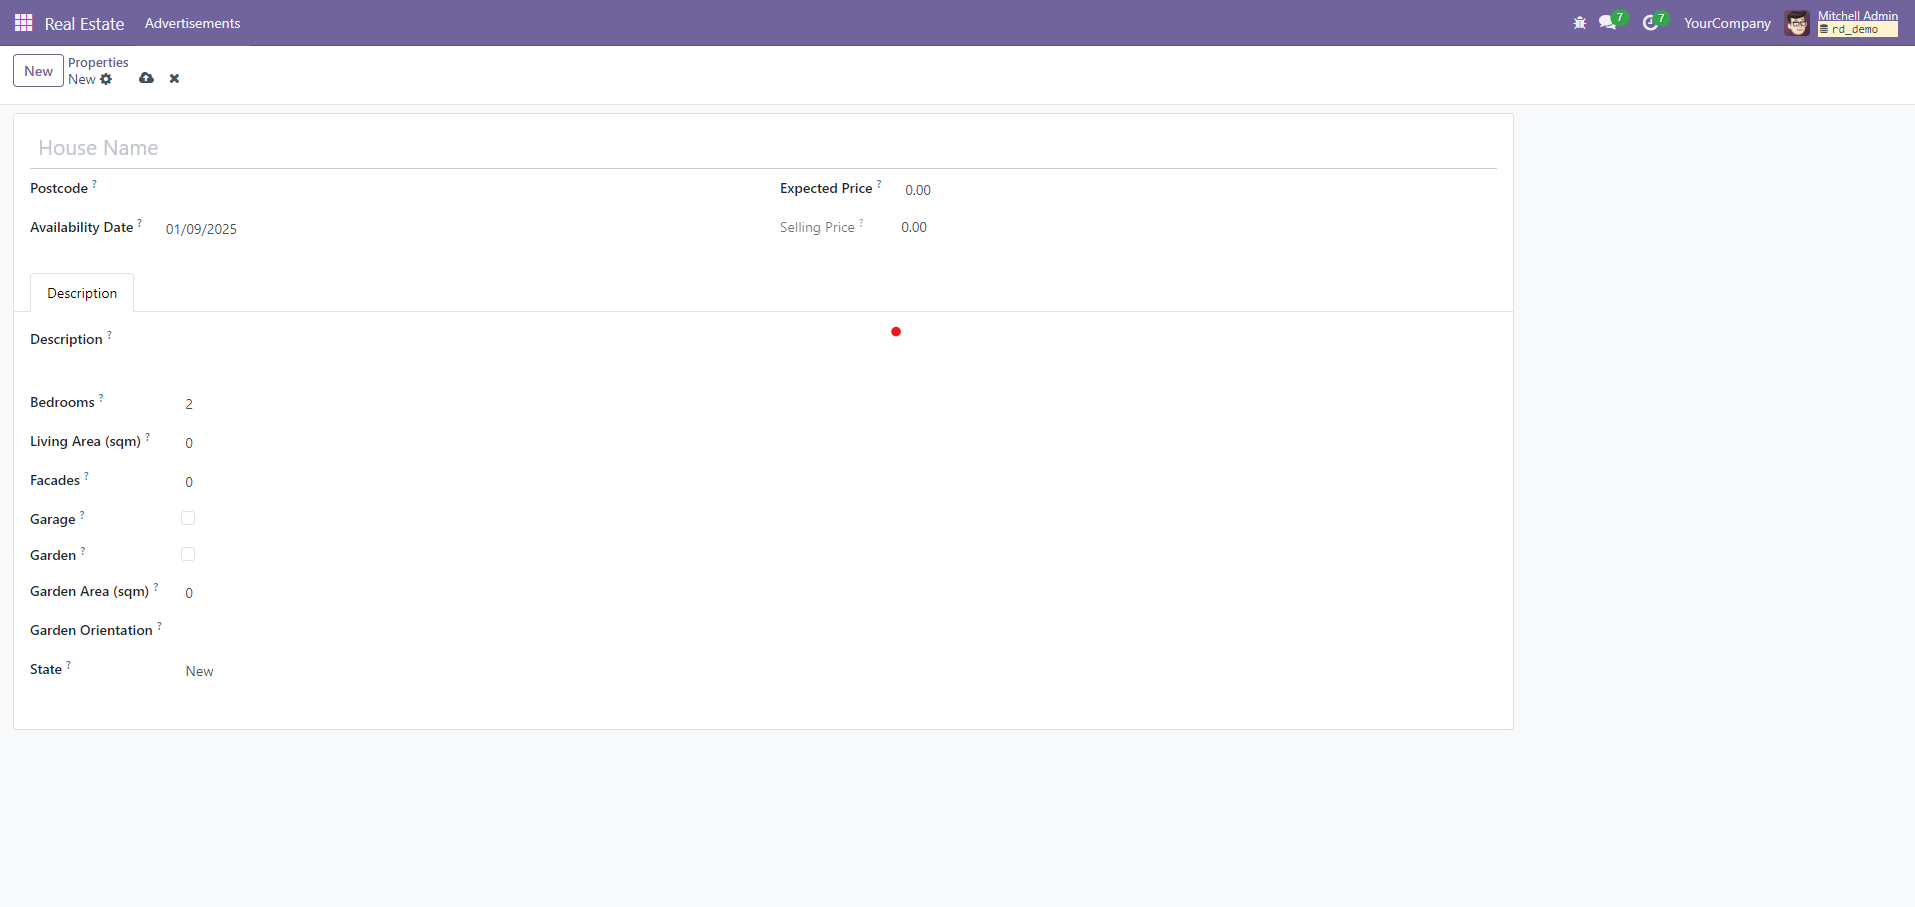 Real Estate Advertisements 7 7 YourCompany Mitchell Admin
rd_demo
New Properties
New
House Name
Postcode ? Expected Price ? 0.00
Availability Date ? 01/09/2025 Selling Price ? 0.00
Description
Description ?
Bedrooms ? 2
Living Area (sqm) ? 0
Facades ? 0
Garage ?
Garden ?
Garden Area (sqm) ? 0
Garden Orientation ?
State ? New